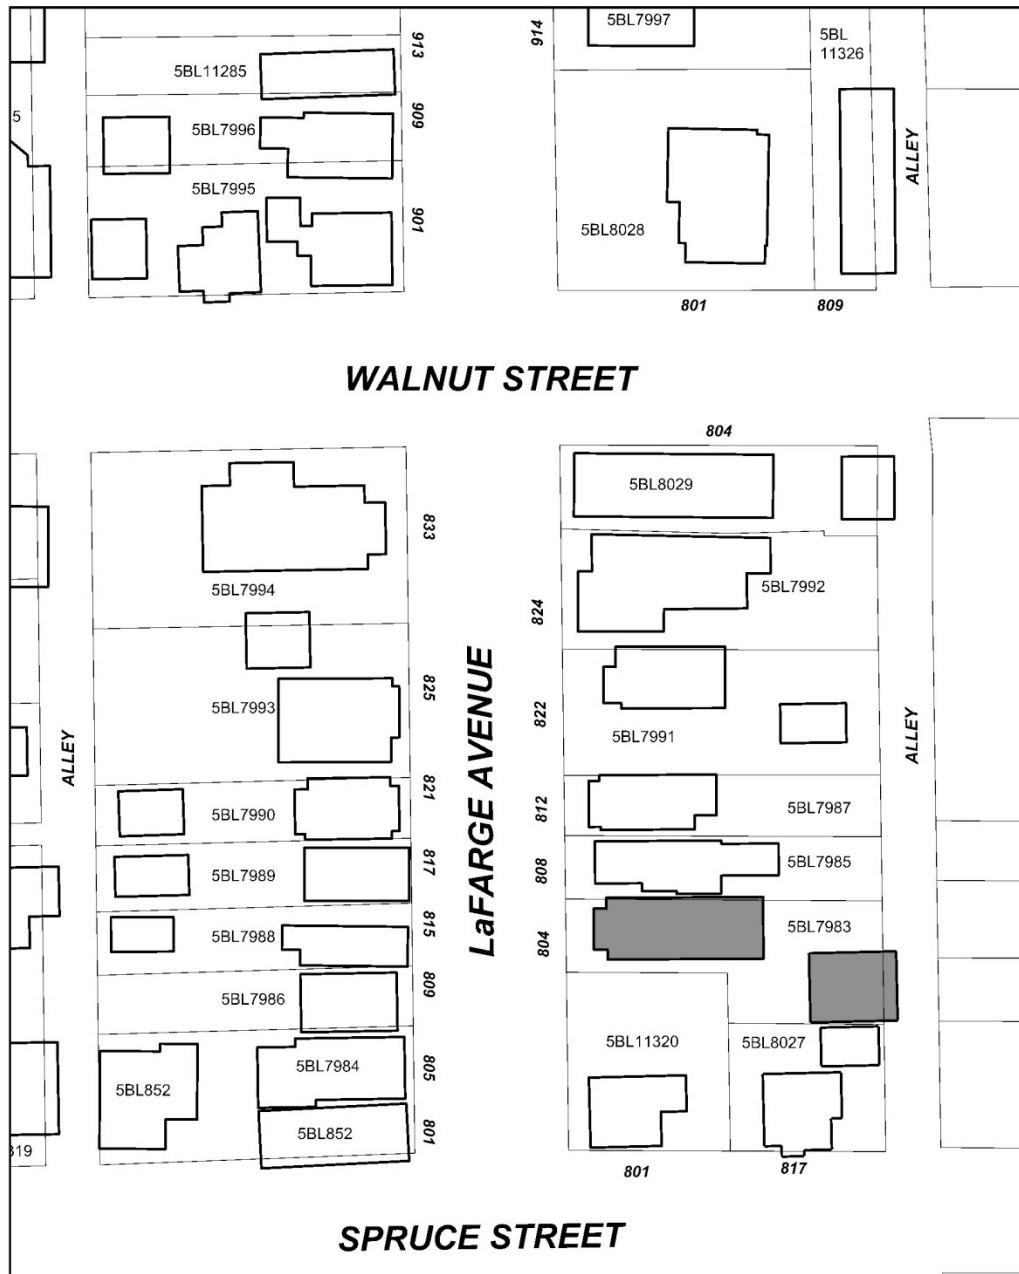 913
914
5BL7997
5BL
11326
5BL11285
5
909
5BL7996
ALLEY
5BL7995
901
5BL8028
801
809
WALNUT STREET
804
5BL8029
833
5BL7994
5BL7992
824
825
5BL7993
822
5BL7991
ALLEY
ALLEY
LaFARGE AVENUE
821
5BL7990
812
5BL7987
817
5BL7989
808
5BL7985
815
5BL7988
804
5BL7983
809
5BL7986
5BL11320
5BL8027
805
5BL7984
5BL852
801
5BL852
319
801
817
SPRUCE STREET